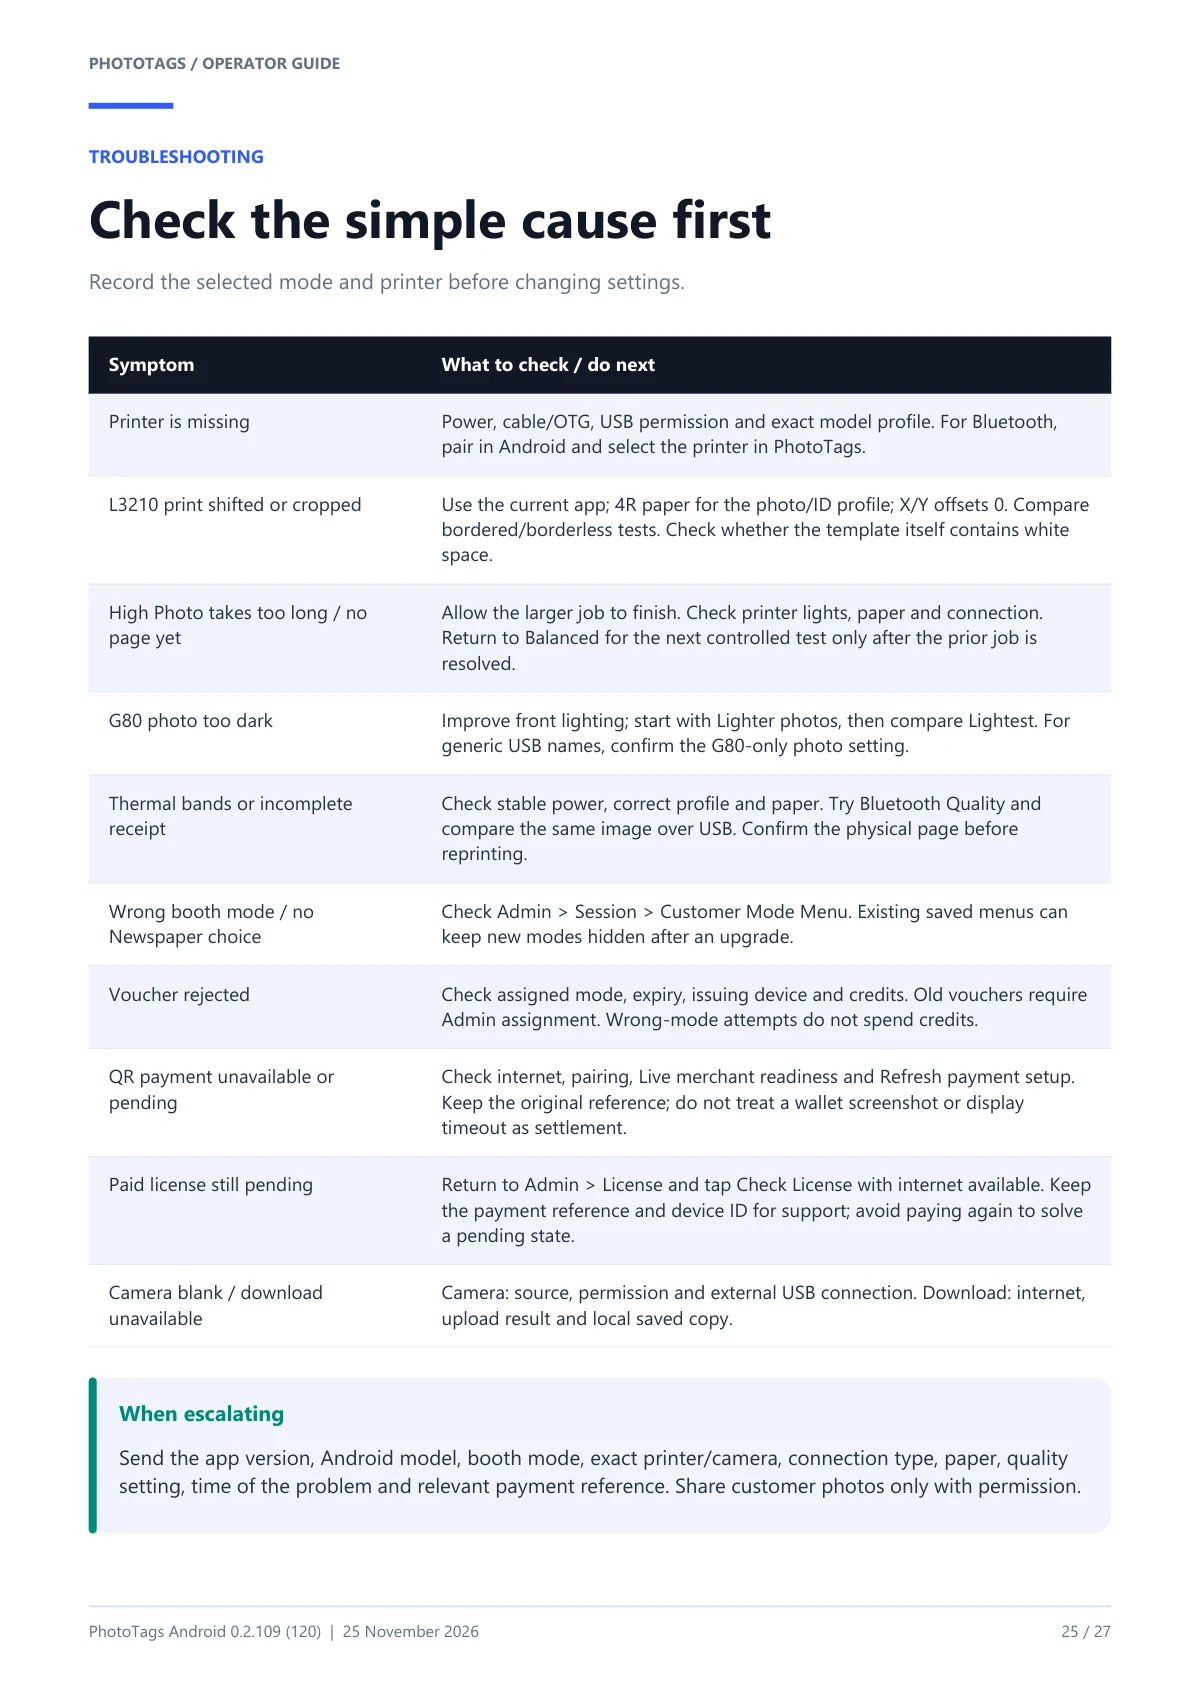 PHOTOTAGS / OPERATOR GUIDE
TROUBLESHOOTING
Check the simple cause first
Record the selected mode and printer before changing settings.
Symptom
What to check / do next
Printer is missing
Power, cable/OTG, USB permission and exact model profile. For Bluetooth,
pair in Android and select the printer in PhotoTags.
L3210 print shifted or cropped
Use the current app; 4R paper for the photo/ID profile; X/Y offsets 0. Compare
bordered/borderless tests. Check whether the template itself contains white
space.
High Photo takes too long / no
page yet
Allow the larger job to finish. Check printer lights, paper and connection.
Return to Balanced for the next controlled test only after the prior job is
resolved.
G80 photo too dark
Improve front lighting; start with Lighter photos, then compare Lightest. For
generic USB names, confirm the G80-only photo setting.
Thermal bands or incomplete
receipt
Check stable power, correct profile and paper. Try Bluetooth Quality and
compare the same image over USB. Confirm the physical page before
reprinting.
Wrong booth mode / no
Newspaper choice
Check Admin > Session > Customer Mode Menu. Existing saved menus can
keep new modes hidden after an upgrade.
Voucher rejected
Check assigned mode, expiry, issuing device and credits. Old vouchers require
Admin assignment. Wrong-mode attempts do not spend credits.
QR payment unavailable or
pending
Check internet, pairing, Live merchant readiness and Refresh payment setup.
Keep the original reference; do not treat a wallet screenshot or display
timeout as settlement.
Paid license still pending
Return to Admin > License and tap Check License with internet available. Keep
the payment reference and device ID for support; avoid paying again to solve
a pending state.
Camera blank / download
unavailable
Camera: source, permission and external USB connection. Download: internet,
upload result and local saved copy.
When escalating
Send the app version, Android model, booth mode, exact printer/camera, connection type, paper, quality
setting, time of the problem and relevant payment reference. Share customer photos only with permission.
PhotoTags Android 0.2.109 (120) | 25 November 2026
25 / 27